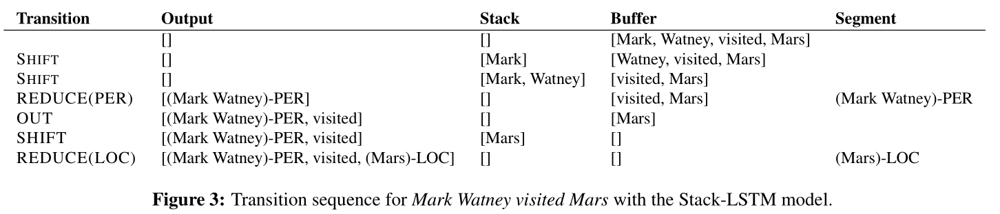 Transition Output Stack Buffer Segment
[] [] [Mark, Watney, visited, Mars]
SHIFT [] [Mark] [Watney, visited, Mars]
SHIFT [] [Mark, Watney] [visited, Mars]
REDUCE(PER) [(Mark Watney)-PER] [] [visited, Mars] (Mark Watney)-PER
OUT [(Mark Watney)-PER, visited] [] [Mars]
SHIFT [(Mark Watney)-PER, visited] [Mars] []
REDUCE(LOC) [(Mark Watney)-PER, visited, (Mars)-LOC] [] [] (Mars)-LOC
Figure 3: Transition sequence for Mark Watney visited Mars with the Stack-LSTM model.